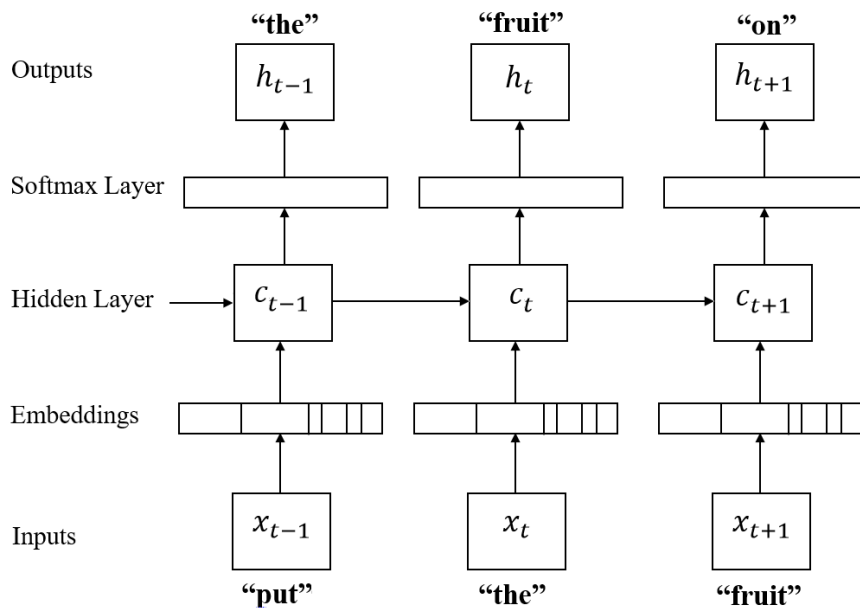 “the” “fruit” “on”
Outputs h_{t−1} h_t h_{t+1}
Softmax Layer
Hidden Layer c_{t−1} c_t c_{t+1}
Embeddings
Inputs x_{t−1} x_t x_{t+1}
“put” “the” “fruit”